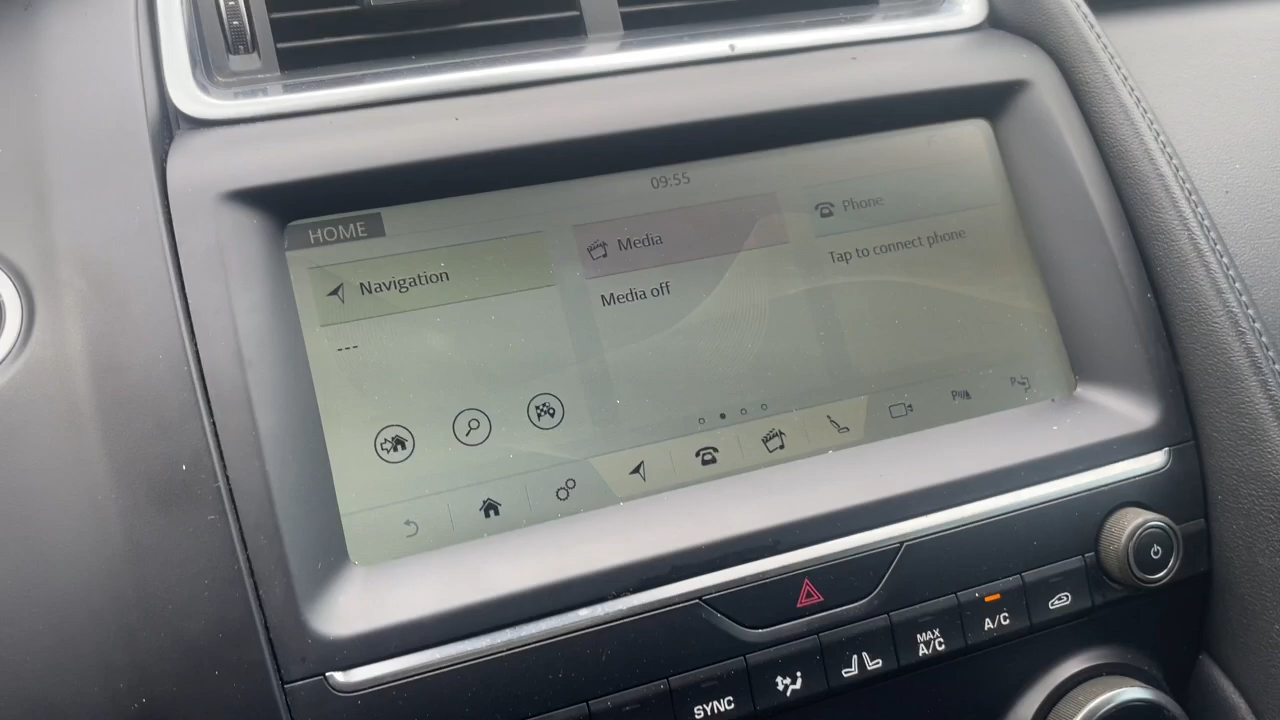 09:55
HOME
Navigation
Media
Phone
---
Media off
Tap to connect phone
SYNC
MAX
A/C
A/C